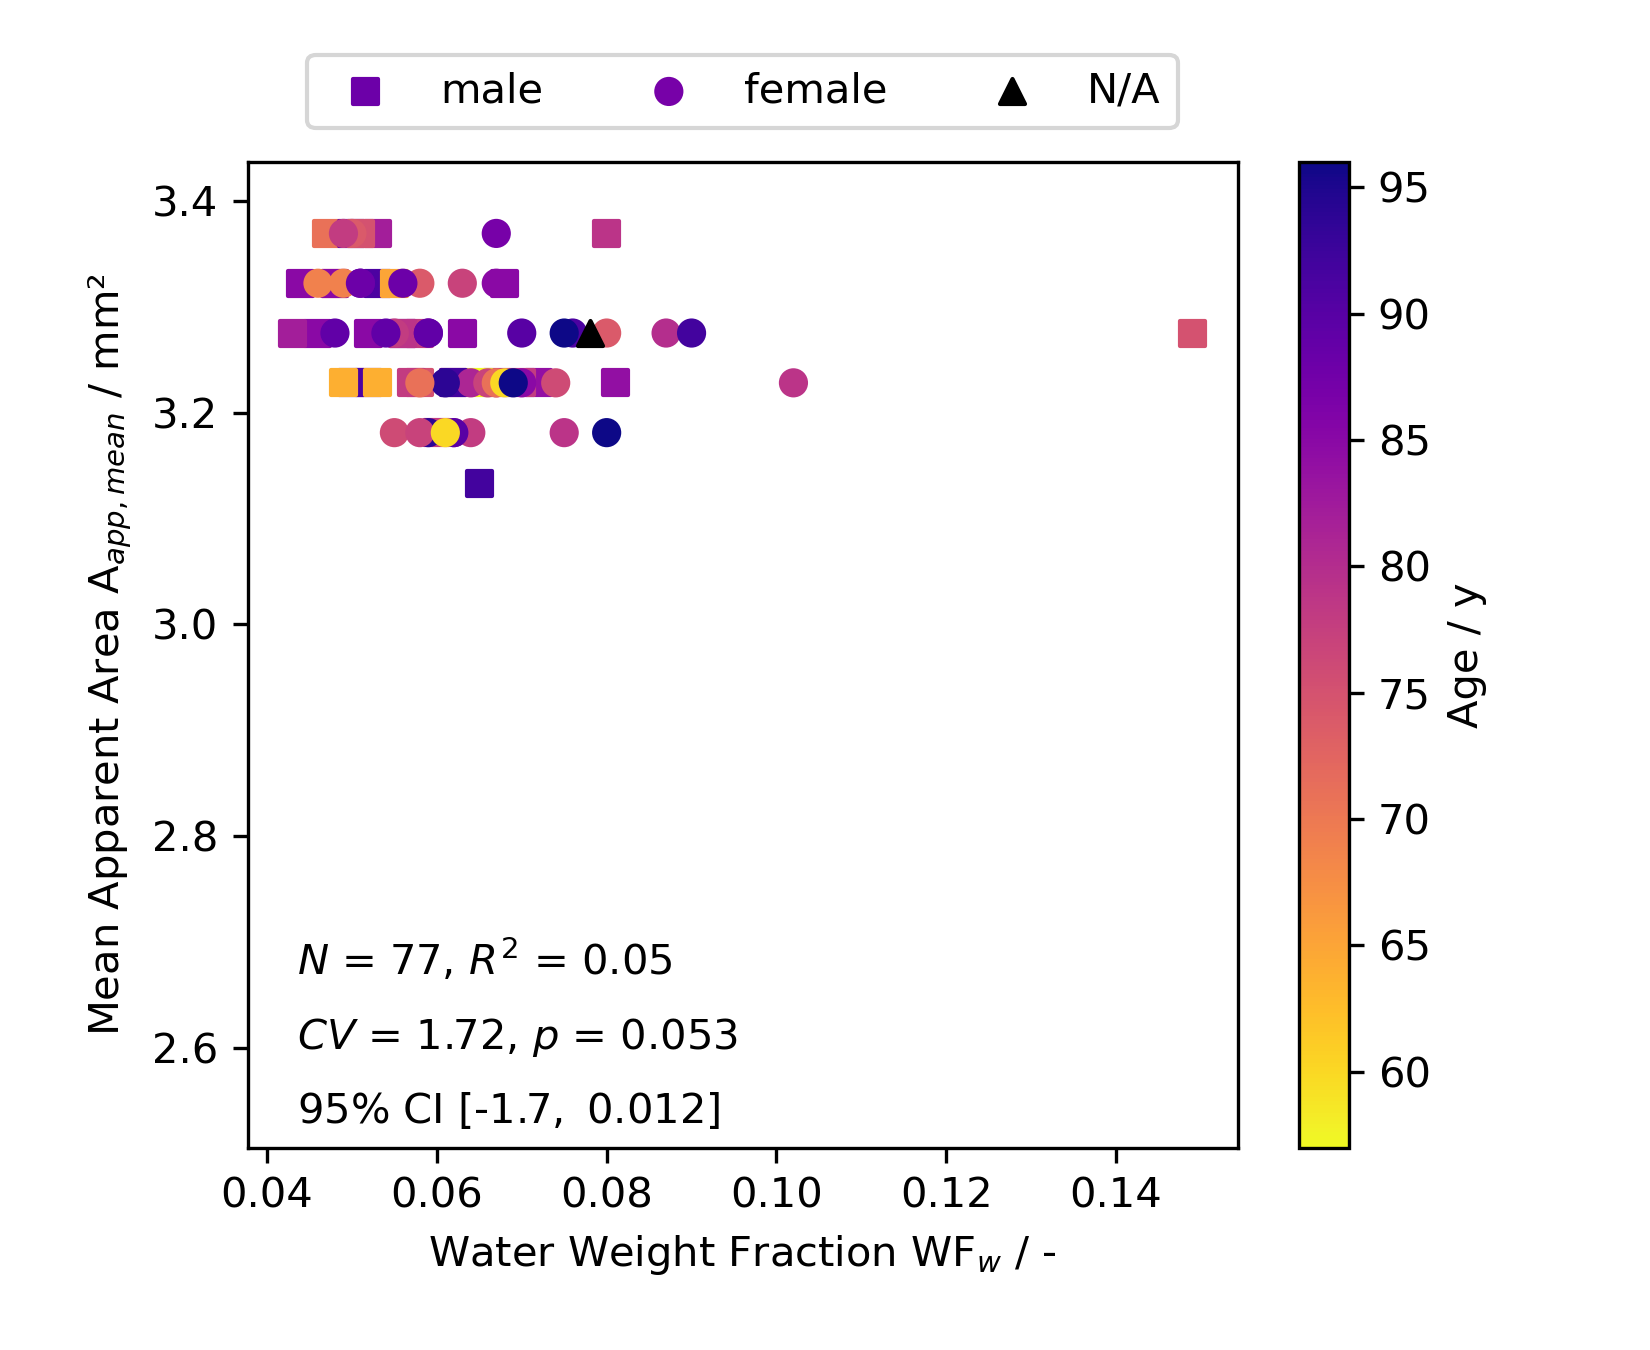 male female N/A
3.4
3.2
3.0
2.8
2.6
Mean Apparent Area A_app,mean / mm²
N = 77, R² = 0.05
CV = 1.72, p = 0.053
95% CI [-1.7, 0.012]
0.04 0.06 0.08 0.10 0.12 0.14
Water Weight Fraction WF_w / -
95
90
85
80
75
70
65
60
Age / y